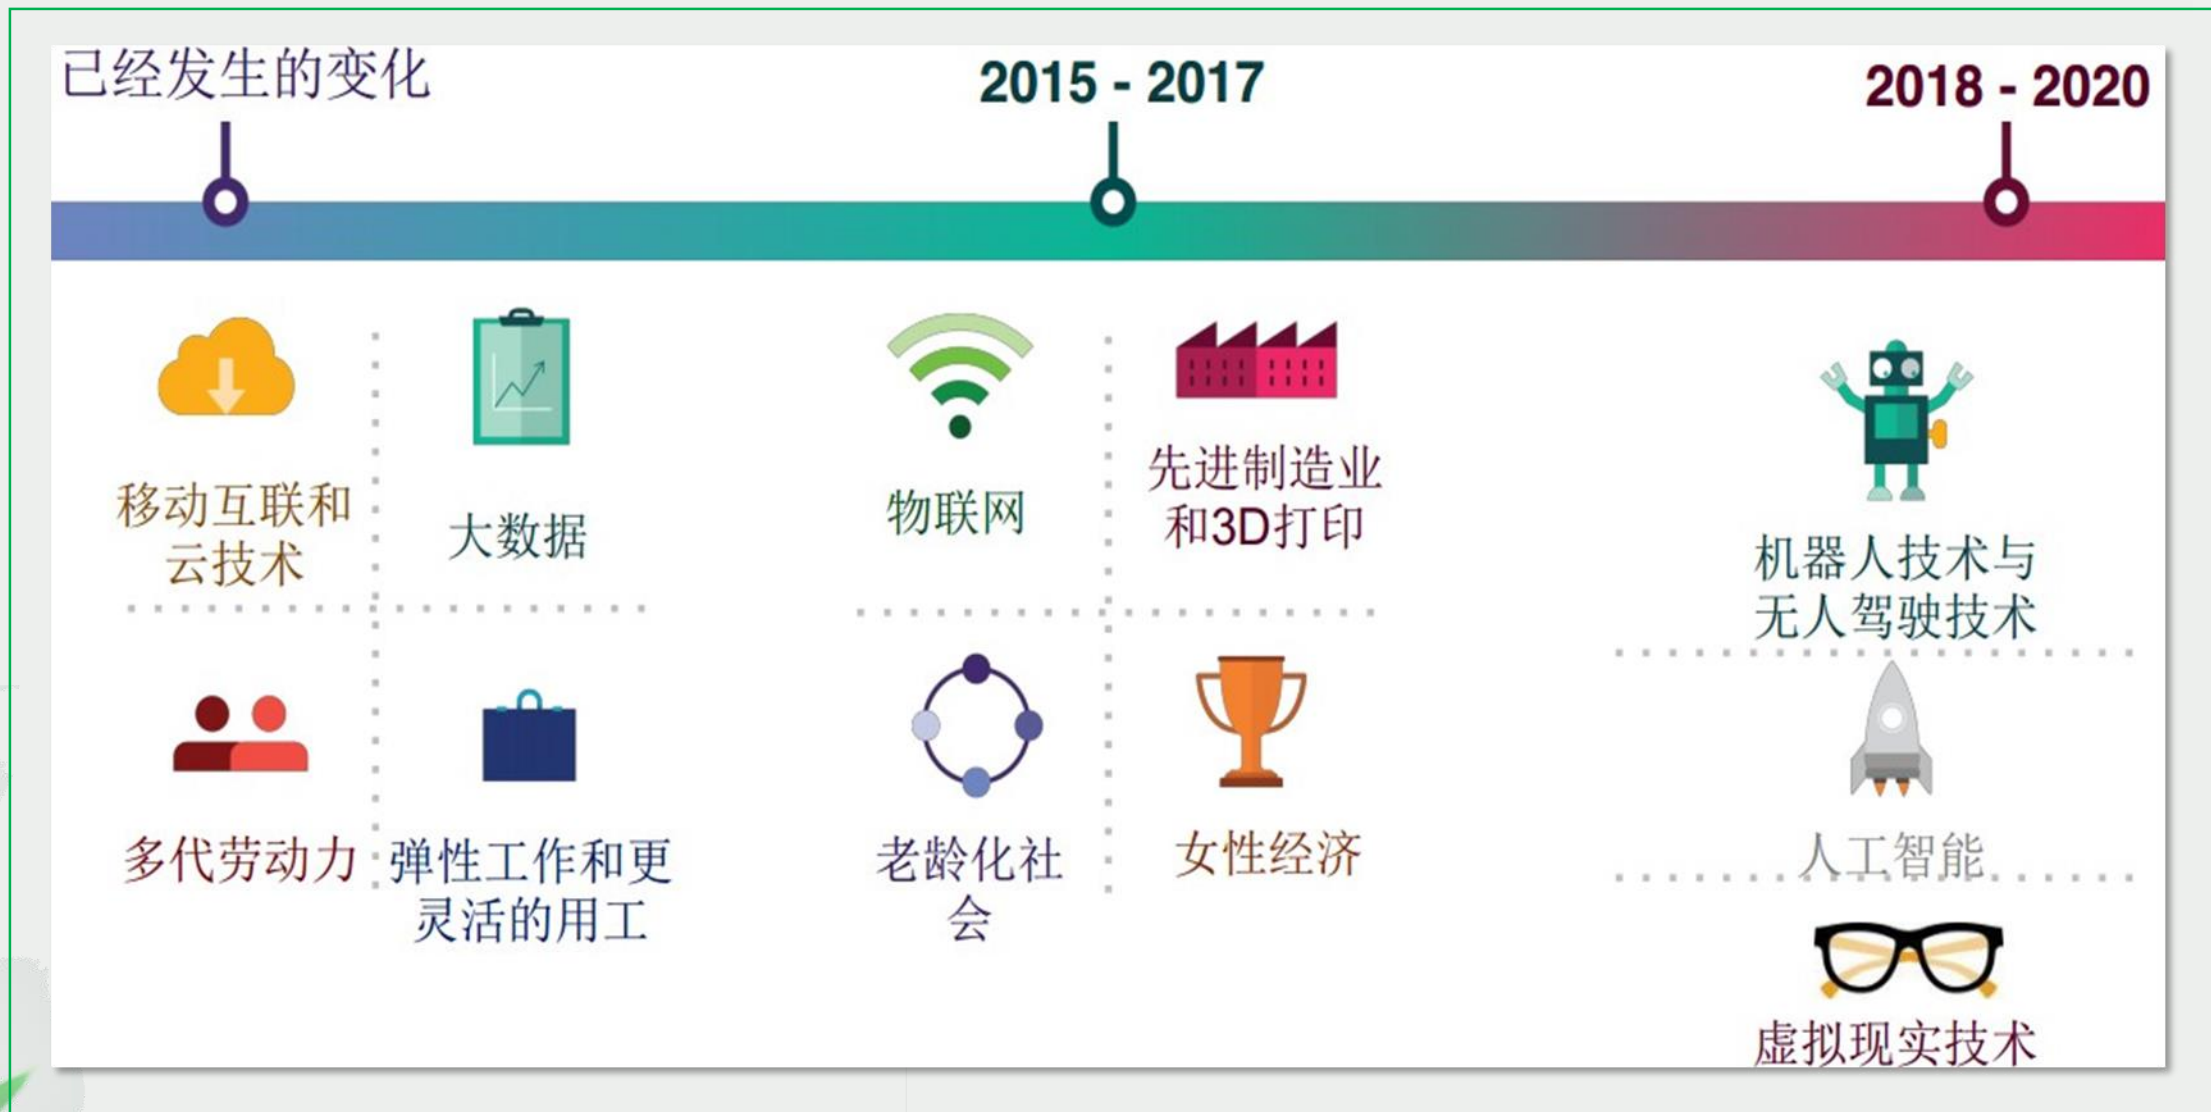 已经发生的变化
2015 - 2017
2018 - 2020
移动互联和
云技术
大数据
多代劳动力
弹性工作和更
灵活的用工
物联网
先进制造业
和3D打印
老龄化社
会
女性经济
机器人技术与
无人驾驶技术
人工智能
虚拟现实技术